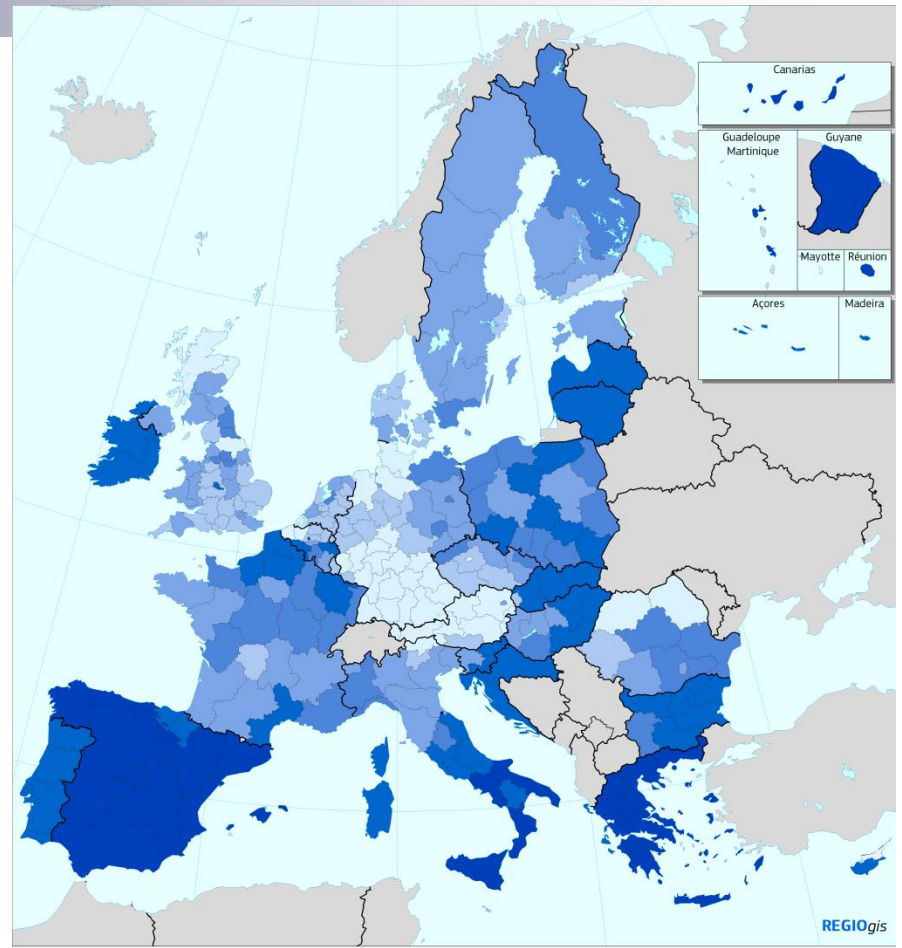 Canarias
Guadeloupe
Martinique
Guyane
Mayotte
Réunion
Açores
Madeira
REGIOgis